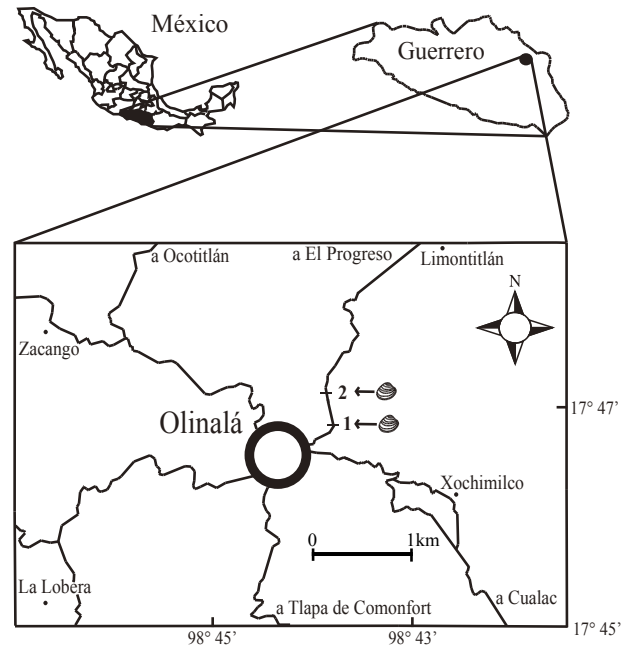 México
Guerrero
a Ocotitlán
a El Progreso
Limontitlán
N
Zacango
2
17° 47'
Olinalá
1
Xochimilco
0 1km
La Lobera
a Tlapa de Comonfort
a Cualac
17° 45'
98° 45'
98° 43'